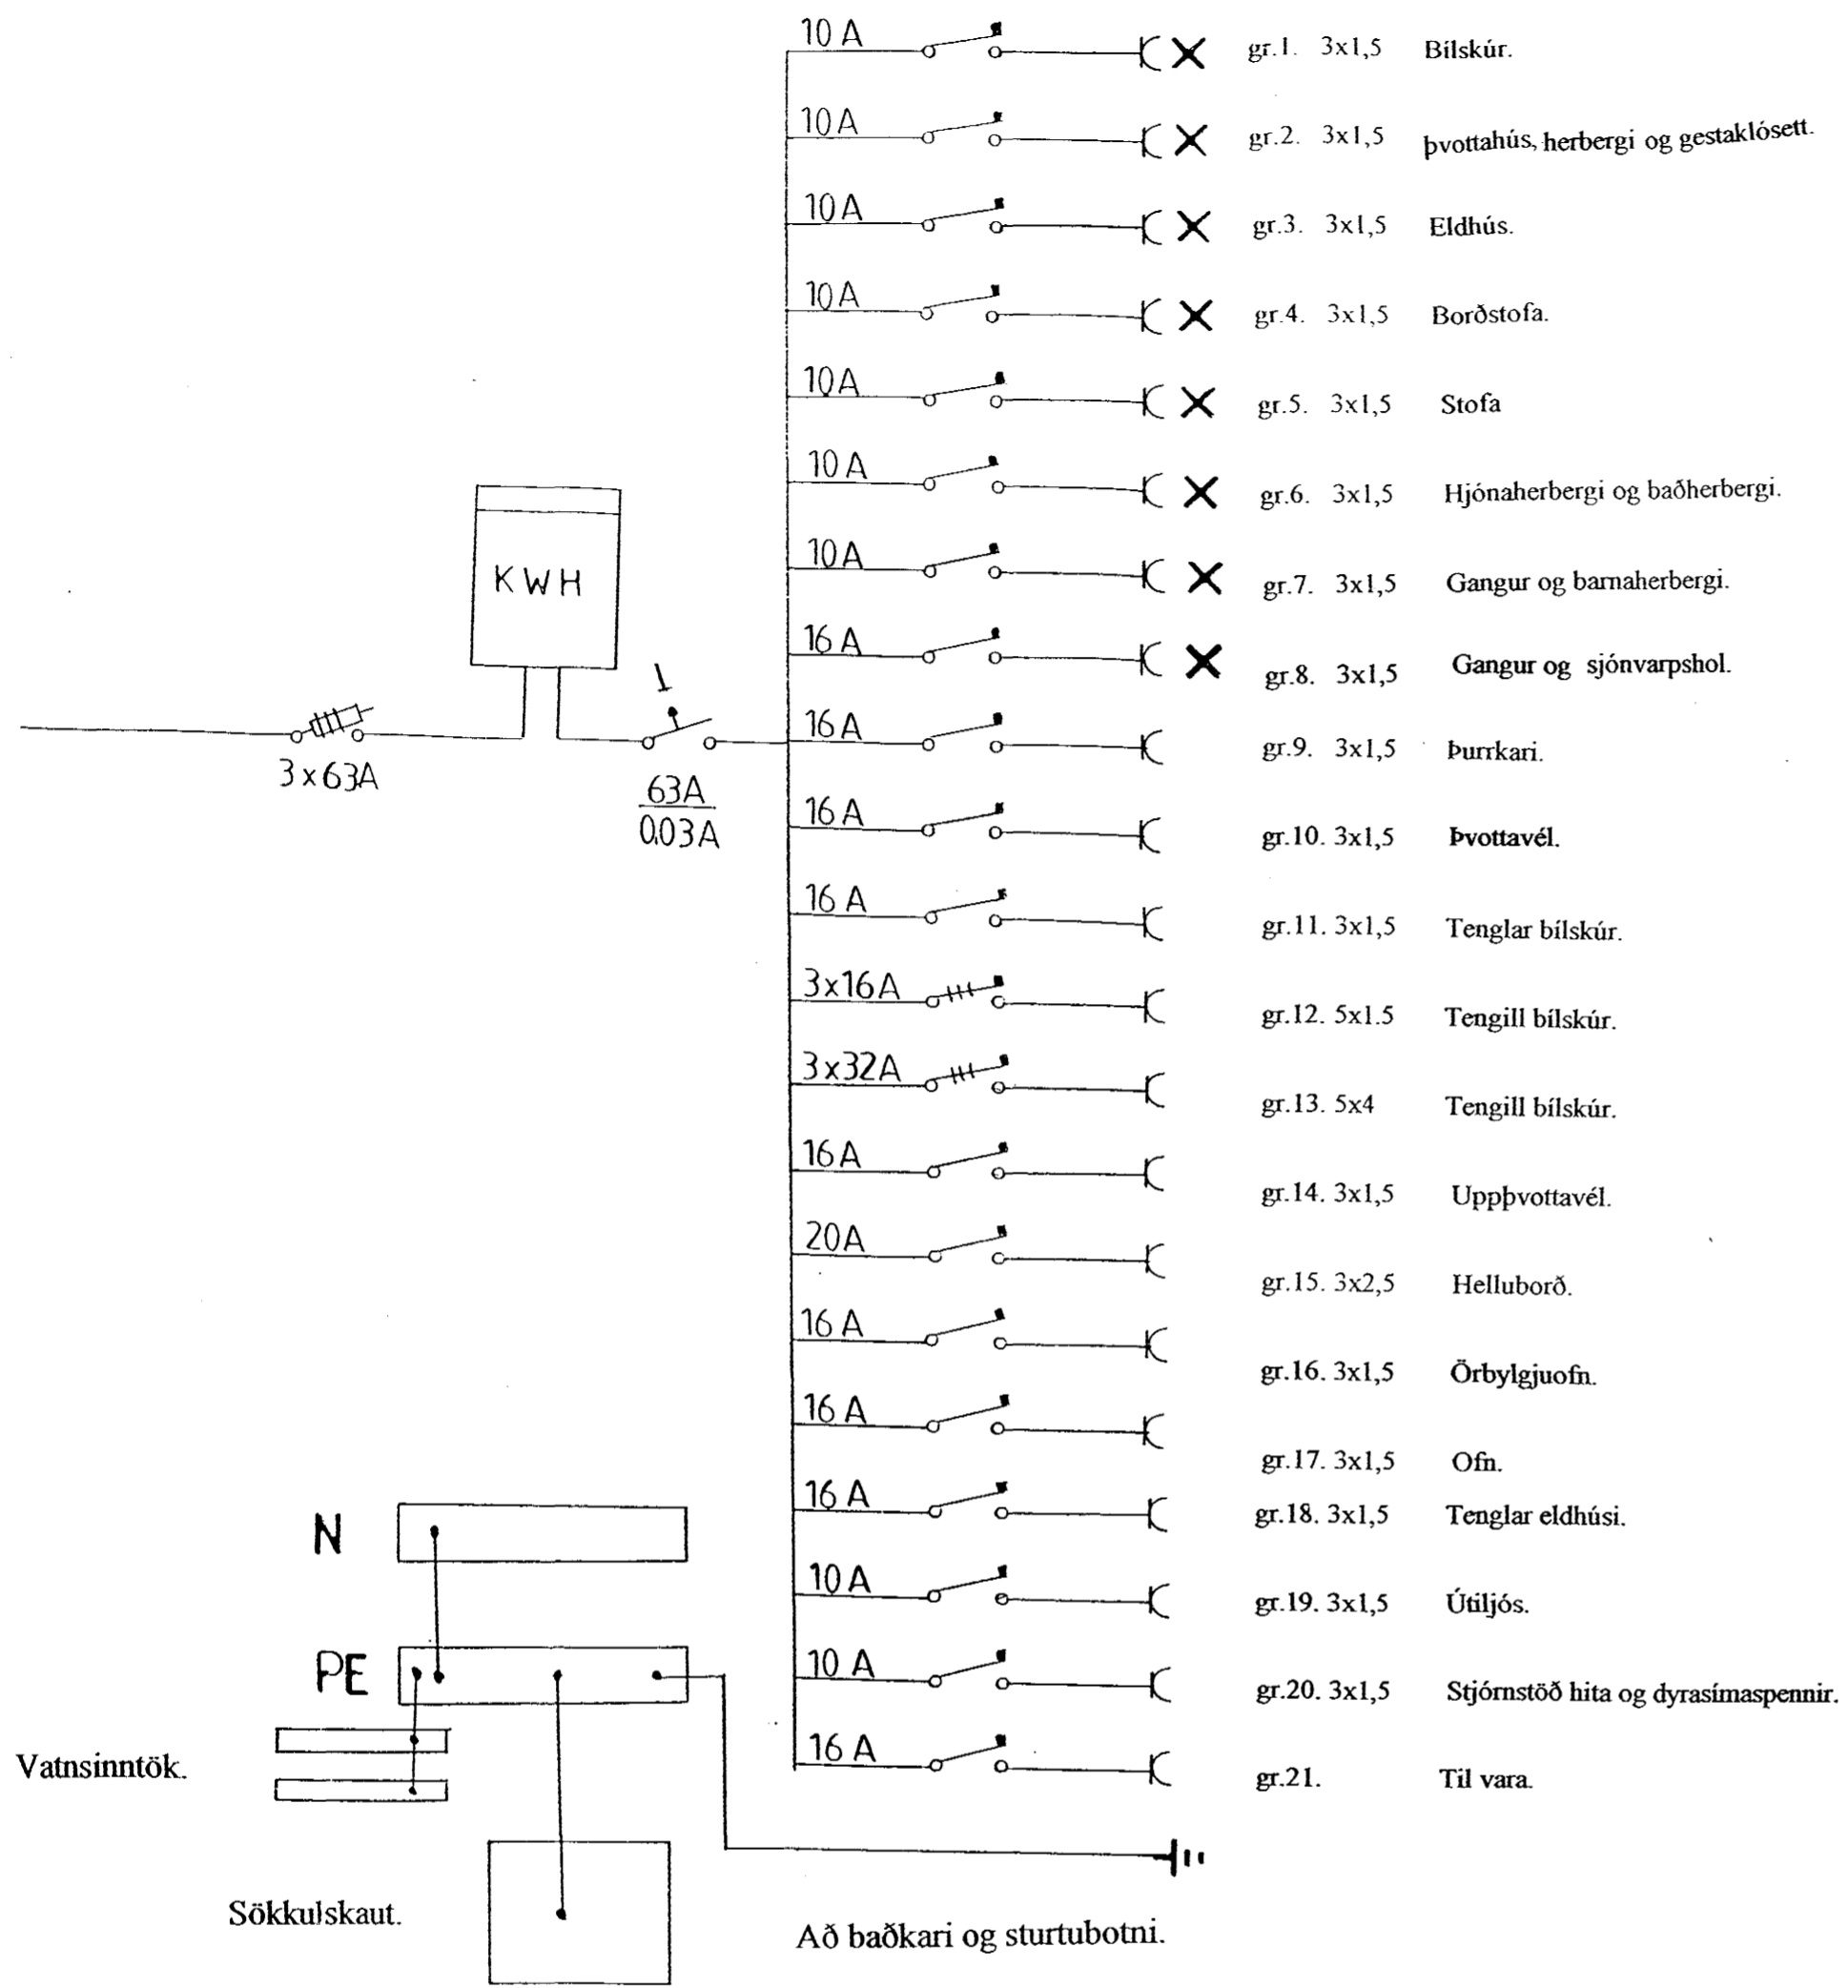 10 A gr.1. 3x1,5 Bílskúr.
10 A gr.2. 3x1,5 þvottahús, herbergi og gestaklósett.
10 A gr.3. 3x1,5 Eldhús.
10 A gr.4. 3x1,5 Borðstofa.
10 A gr.5. 3x1,5 Stofa
10 A gr.6. 3x1,5 Hjónaherbergi og baðherbergi.
10 A gr.7. 3x1,5 Gangur og barnaherbergi.
16 A gr.8. 3x1,5 Gangur og sjónvarpshol.
16 A gr.9. 3x1,5 Þurrkari.
16 A gr.10. 3x1,5 Þvottavél.
16 A gr.11. 3x1,5 Tenglar bílskúr.
3x16A gr.12. 5x1.5 Tengill bílskúr.
3x32A gr.13. 5x4 Tengill bílskúr.
16 A gr.14. 3x1,5 Uppþvottavél.
20A gr.15. 3x2,5 Helluborð.
16 A gr.16. 3x1,5 Örbylgjuofn.
16 A gr.17. 3x1,5 Ofn.
16 A gr.18. 3x1,5 Tenglar eldhúsi.
10 A gr.19. 3x1,5 Útiljós.
10 A gr.20. 3x1,5 Stjórnstöð hita og dyrasímaspennir.
16 A gr.21. Til vara.
KWH
3x63A
63A
0,03A
N
PE
Vatnsinntök.
Sökkulskaut.
Að baðkari og sturtubotni.